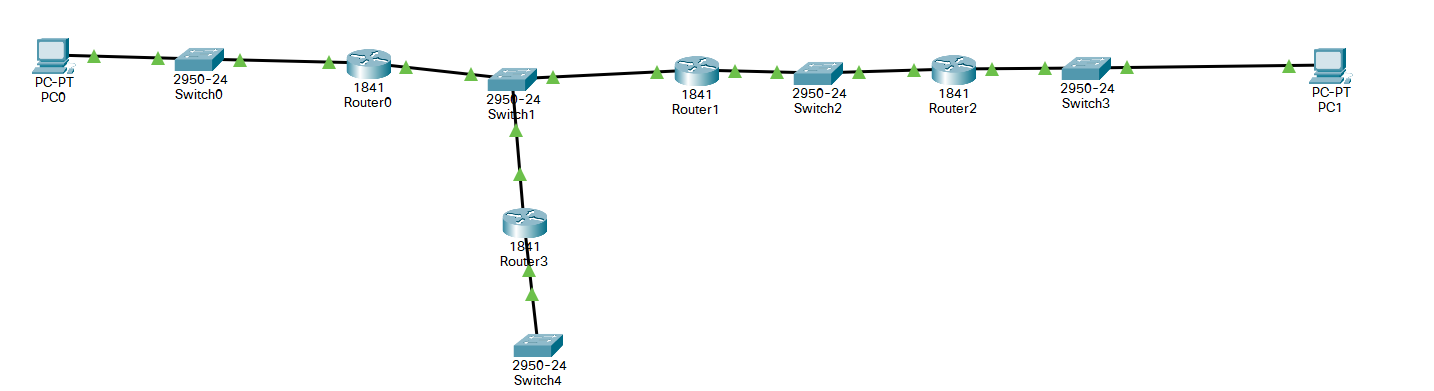 PC-PT
PC0
2950-24
Switch0
1841
Router0
2950-24
Switch1
1841
Router1
2950-24
Switch2
1841
Router2
2950-24
Switch3
PC-PT
PC1
1841
Router3
2950-24
Switch4